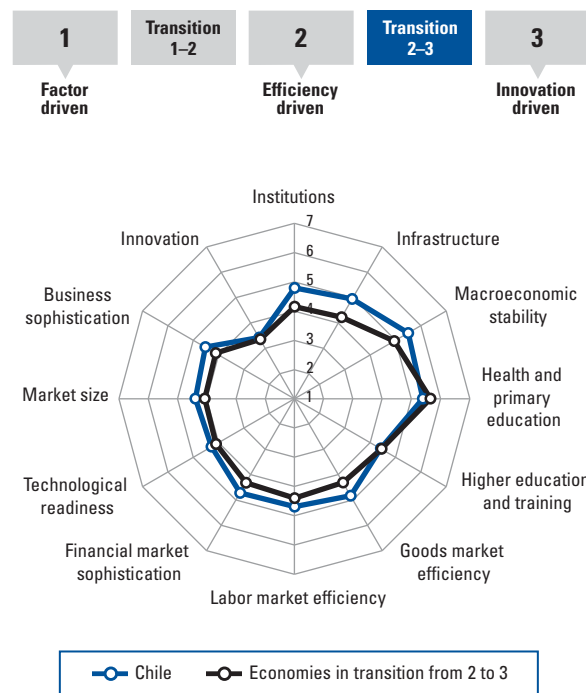 1
Transition
1–2
2
Transition
2–3
3
Factor
driven
Efficiency
driven
Innovation
driven
Institutions
7
Innovation
Infrastructure
6
Business
sophistication
5
Macroeconomic
stability
4
3
Market size
2
1
Health and
primary
education
Technological
readiness
Higher education
and training
Financial market
sophistication
Goods market
efficiency
Labor market efficiency
Chile
Economies in transition from 2 to 3